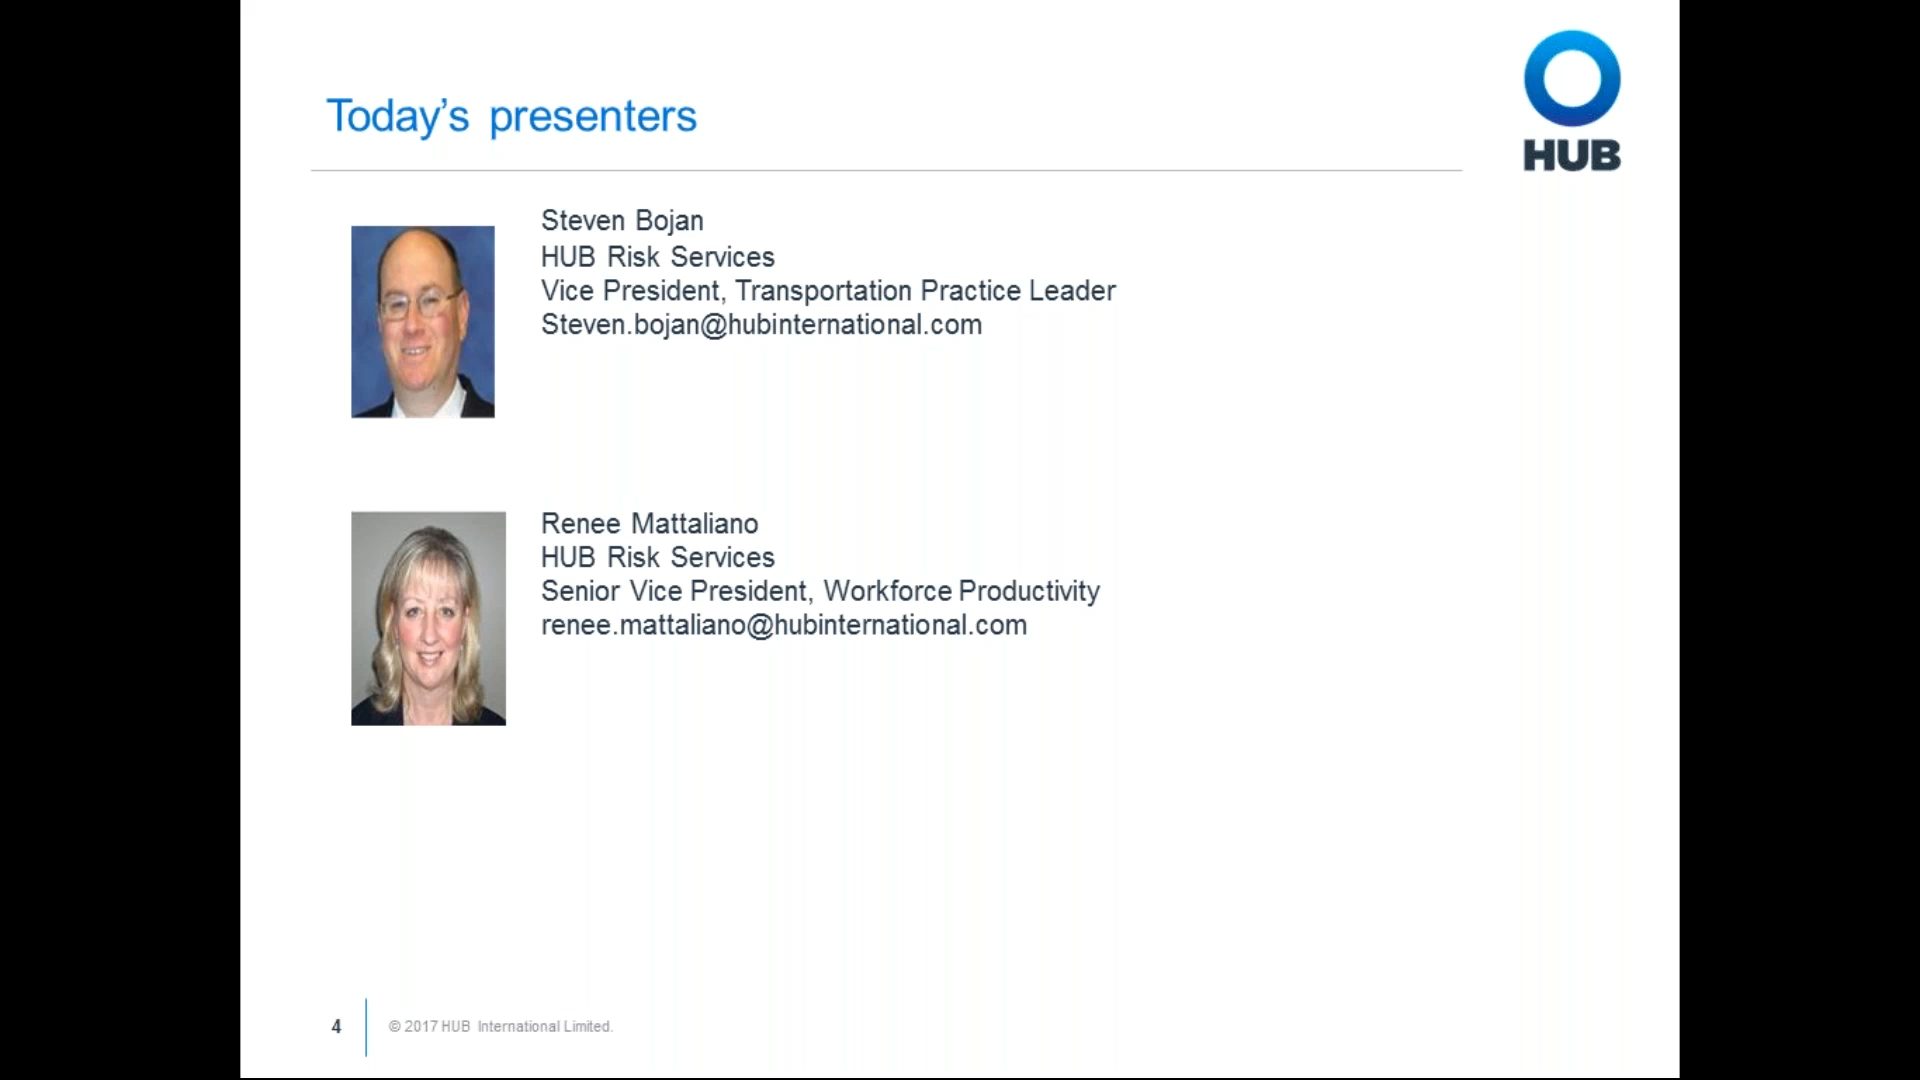 Today’s presenters
HUB
Steven Bojan
HUB Risk Services
Vice President, Transportation Practice Leader
Steven.bojan@hubinternational.com
Renee Mattaliano
HUB Risk Services
Senior Vice President, Workforce Productivity
renee.mattaliano@hubinternational.com
4
© 2017 HUB International Limited.